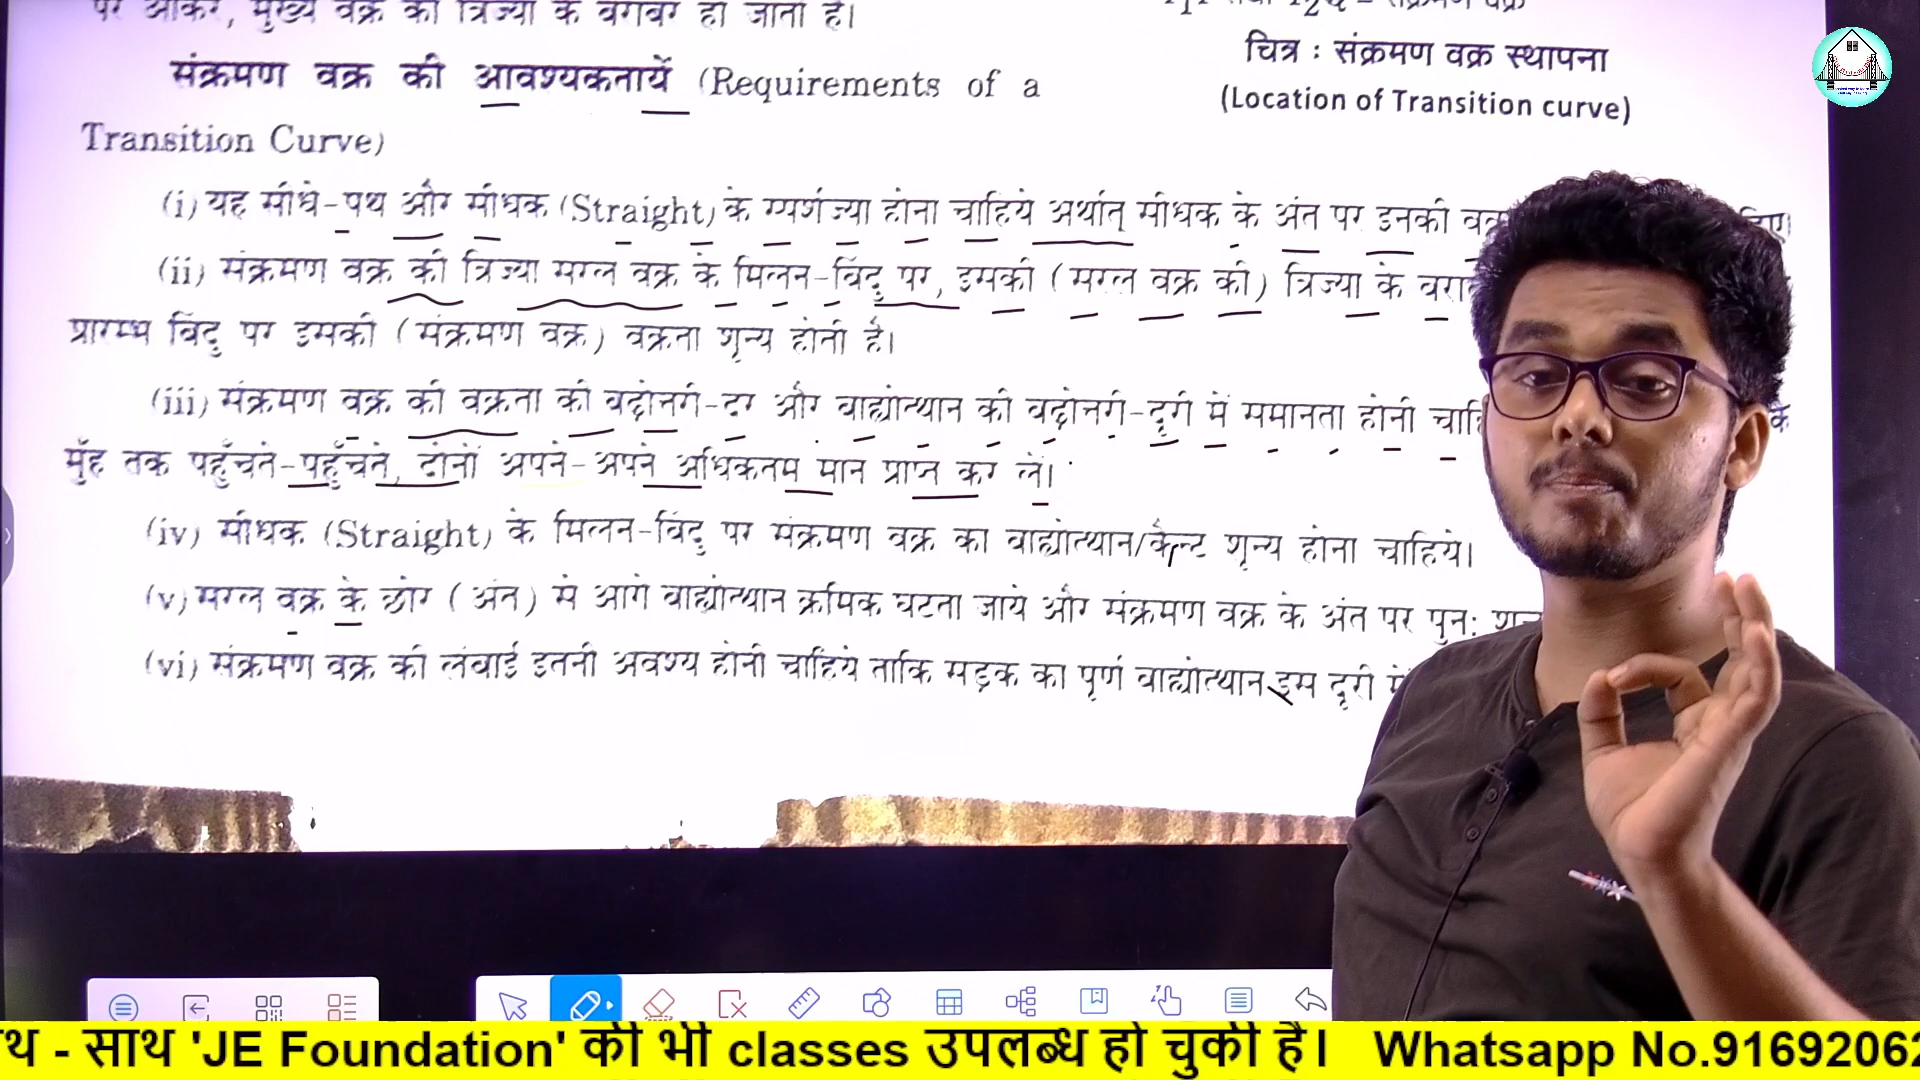 पर आकर, मुख्य वक्र की त्रिज्या के बराबर हो जाती है।
संक्रमण वक्र
चित्र : संक्रमण वक्र स्थापना
(Location of Transition curve)
संक्रमण वक्र की आवश्यकतायें (Requirements of a
Transition Curve)
(i) यह सीधे-पथ और सीधक (Straight) के स्पर्शज्या होना चाहिये अर्थात् सीधक के अंत पर इनकी
(ii) संक्रमण वक्र की त्रिज्या सरल वक्र के मिलन-बिंदु पर, इसकी (सरल वक्र की) त्रिज्या के
प्रारम्भ बिंदु पर इसकी (संक्रमण वक्र) वक्रता शून्य होती है।
(iii) संक्रमण वक्र की वक्रता की बढ़ोत्तरी-दर और बाह्योत्थान की बढ़ोत्तरी-दूरी में समानता होनी
मुँह तक पहुँचते-पहुँचते, दोनों अपने-अपने अधिकतम मान प्राप्त कर लें।
(iv) सीधक (Straight) के मिलन-बिंदु पर संक्रमण वक्र का बाह्योत्थान/कैन्ट शून्य होना चाहिये।
(v) सरल वक्र के छोर (अंत) से आगे बाह्योत्थान क्रमिक घटता जाये और संक्रमण वक्र के अंत पर पुनः
(vi) संक्रमण वक्र की लंबाई इतनी अवश्य होनी चाहिये ताकि सड़क का पूर्ण बाह्योत्थान इस दूरी
- साथ 'JE Foundation' की भी classes उपलब्ध हो चुकी है। Whatsapp No.9169206